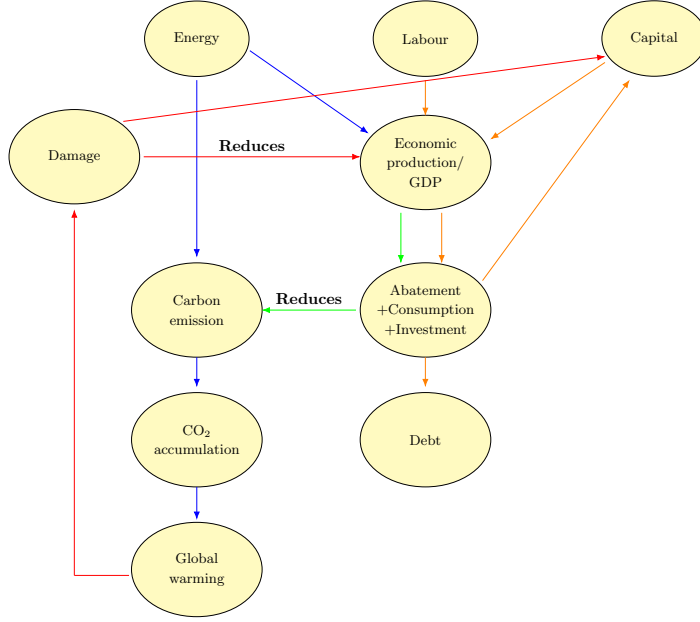 Energy
Labour
Capital
Damage
Reduces
Economic
production/
GDP
Carbon
emission
Reduces
Abatement
+Consumption
+Investment
CO₂
accumulation
Debt
Global
warming